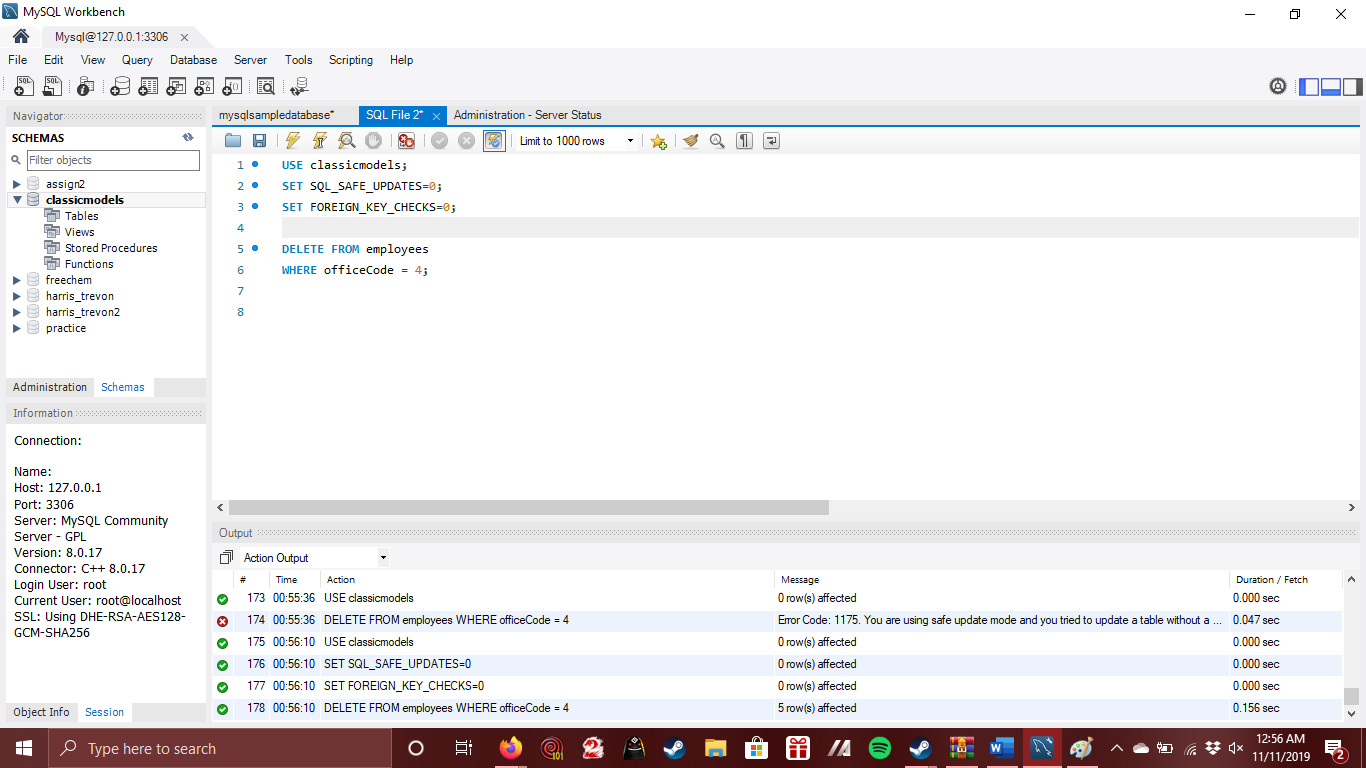 MySQL Workbench
Mysql@127.0.0.1:3306
File Edit View Query Database Server Tools Scripting Help
Navigator
SCHEMAS
Filter objects
assign2
classicmodels
Tables
Views
Stored Procedures
Functions
freechem
harris_trevon
harris_trevon2
practice
Administration Schemas
Information
Connection:
Name:
Host: 127.0.0.1
Port: 3306
Server: MySQL Community
Server - GPL
Version: 8.0.17
Connector: C++ 8.0.17
Login User: root
Current User: root@localhost
SSL: Using DHE-RSA-AES128-
GCM-SHA256
Object Info Session
mysqlsampledatabase* SQL File 2* Administration - Server Status
Limit to 1000 rows
1 USE classicmodels;
2 SET SQL_SAFE_UPDATES=0;
3 SET FOREIGN_KEY_CHECKS=0;
4
5 DELETE FROM employees
6 WHERE officeCode = 4;
7
8
Output
Action Output
# Time Action Message Duration / Fetch
173 00:55:36 USE classicmodels 0 row(s) affected 0.000 sec
174 00:55:36 DELETE FROM employees WHERE officeCode = 4 Error Code: 1175. You are using safe update mode and you tried to update a table without a ... 0.047 sec
175 00:56:10 USE classicmodels 0 row(s) affected 0.000 sec
176 00:56:10 SET SQL_SAFE_UPDATES=0 0 row(s) affected 0.000 sec
177 00:56:10 SET FOREIGN_KEY_CHECKS=0 0 row(s) affected 0.000 sec
178 00:56:10 DELETE FROM employees WHERE officeCode = 4 5 row(s) affected 0.156 sec
Type here to search
12:56 AM
11/11/2019
2